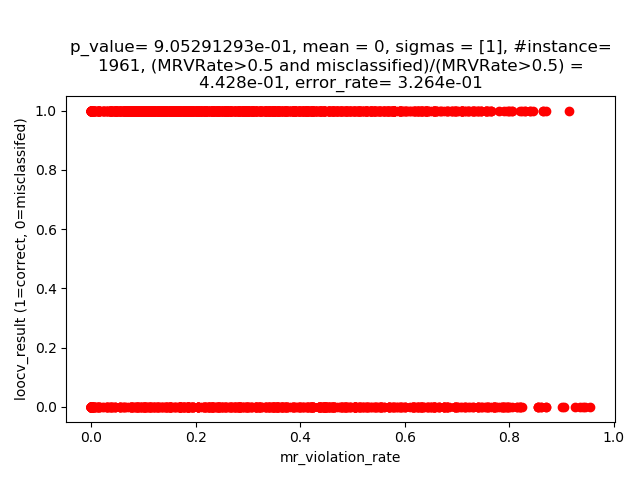 p_value= 9.05291293e-01, mean = 0, sigmas = [1], #instance=
1961, (MRVRate>0.5 and misclassified)/(MRVRate>0.5) =
4.428e-01, error_rate= 3.264e-01
1.0
0.8
0.6
0.4
0.2
0.0
loocv_result (1=correct, 0=misclassifed)
0.0 0.2 0.4 0.6 0.8 1.0
mr_violation_rate